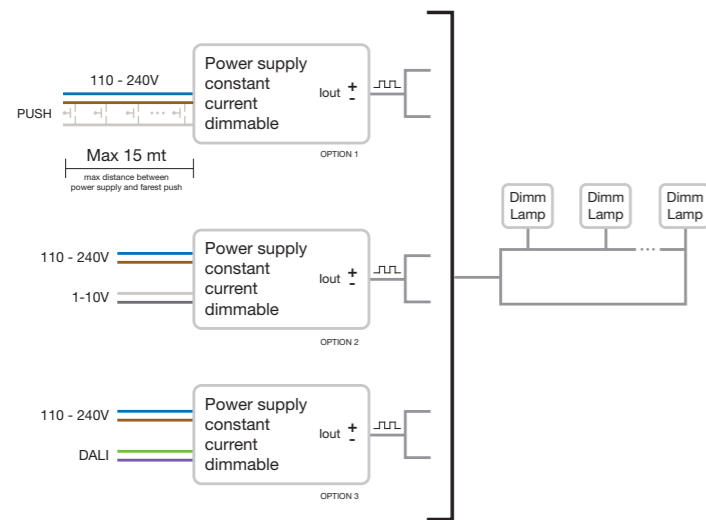 110 - 240V
PUSH
Max 15 mt
max distance between
power supply and farest push
Power supply
constant
current
dimmable
Iout + -
OPTION 1
110 - 240V
1-10V
Power supply
constant
current
dimmable
Iout + -
OPTION 2
110 - 240V
DALI
Power supply
constant
current
dimmable
Iout + -
OPTION 3
Dimm
Lamp
Dimm
Lamp
...
Dimm
Lamp